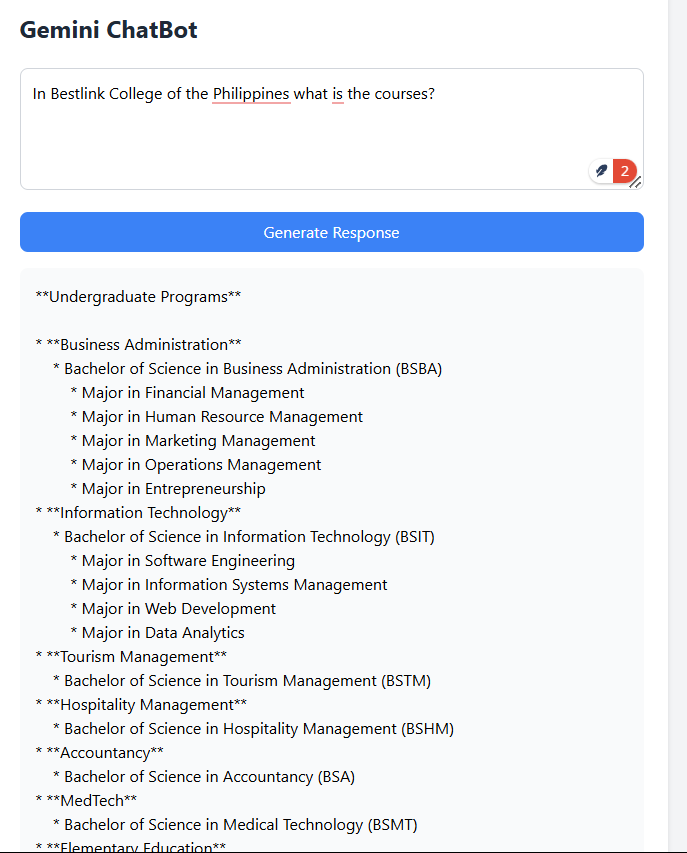 Gemini ChatBot
In Bestlink College of the Philippines what is the courses?
2
Generate Response
**Undergraduate Programs**
* **Business Administration**
* Bachelor of Science in Business Administration (BSBA)
* Major in Financial Management
* Major in Human Resource Management
* Major in Marketing Management
* Major in Operations Management
* Major in Entrepreneurship
* **Information Technology**
* Bachelor of Science in Information Technology (BSIT)
* Major in Software Engineering
* Major in Information Systems Management
* Major in Web Development
* Major in Data Analytics
* **Tourism Management**
* Bachelor of Science in Tourism Management (BSTM)
* **Hospitality Management**
* Bachelor of Science in Hospitality Management (BSHM)
* **Accountancy**
* Bachelor of Science in Accountancy (BSA)
* **MedTech**
* Bachelor of Science in Medical Technology (BSMT)
* **Elementary Education**